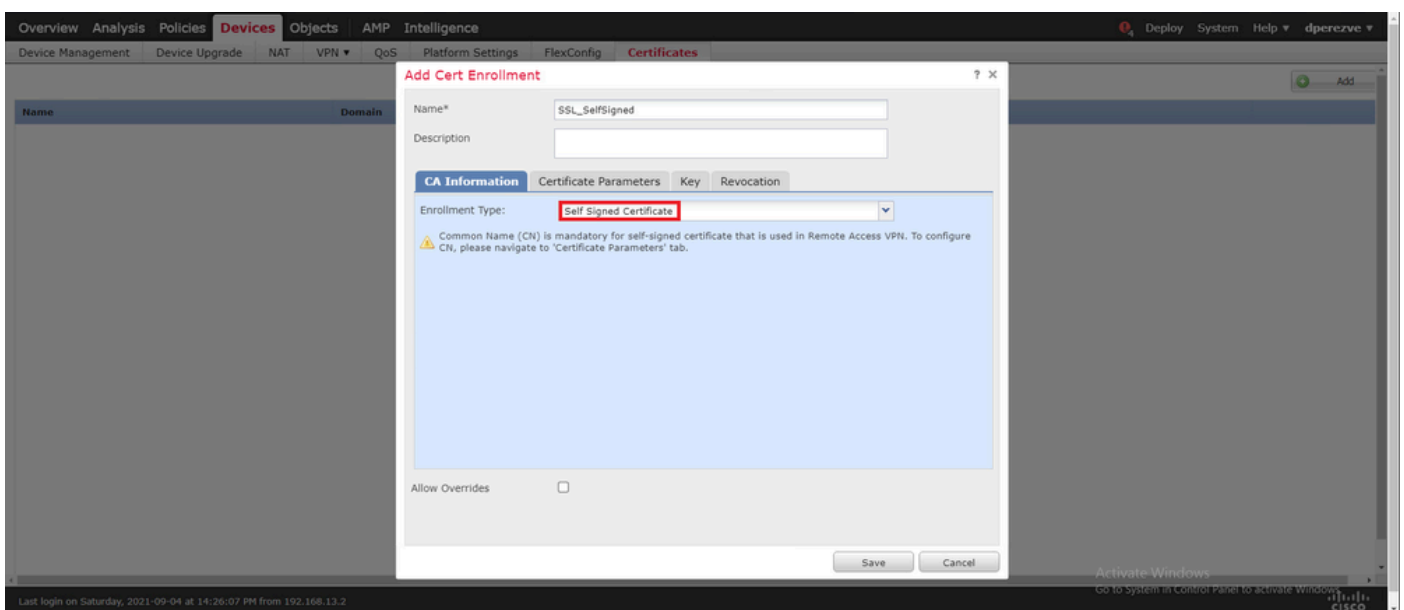 Overview Analysis Policies Devices Objects AMP Intelligence Deploy System Help dperezve
Device Management Device Upgrade NAT VPN QoS Platform Settings FlexConfig Certificates
Add Cert Enrollment ?
Add
Name* SSL_SelfSigned
Name Domain
Description
CA Information Certificate Parameters Key Revocation
Enrollment Type: Self Signed Certificate
Common Name (CN) is mandatory for self-signed certificate that is used in Remote Access VPN. To configure
CN, please navigate to 'Certificate Parameters' tab.
Allow Overrides
Save Cancel
Activate Windows
Go to System in Control Panel to activate Windows.
Last login on Saturday, 2021-09-04 at 14:26:07 PM from 192.168.13.2
CISCO